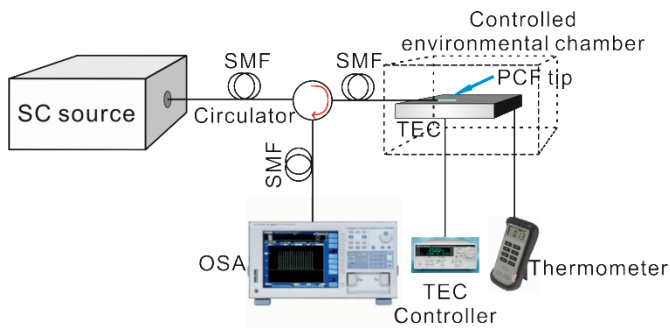 Controlled
environmental chamber
SMF
SMF
PCF tip
SC source
Circulator
TEC
SMF
OSA
Thermometer
TEC
Controller